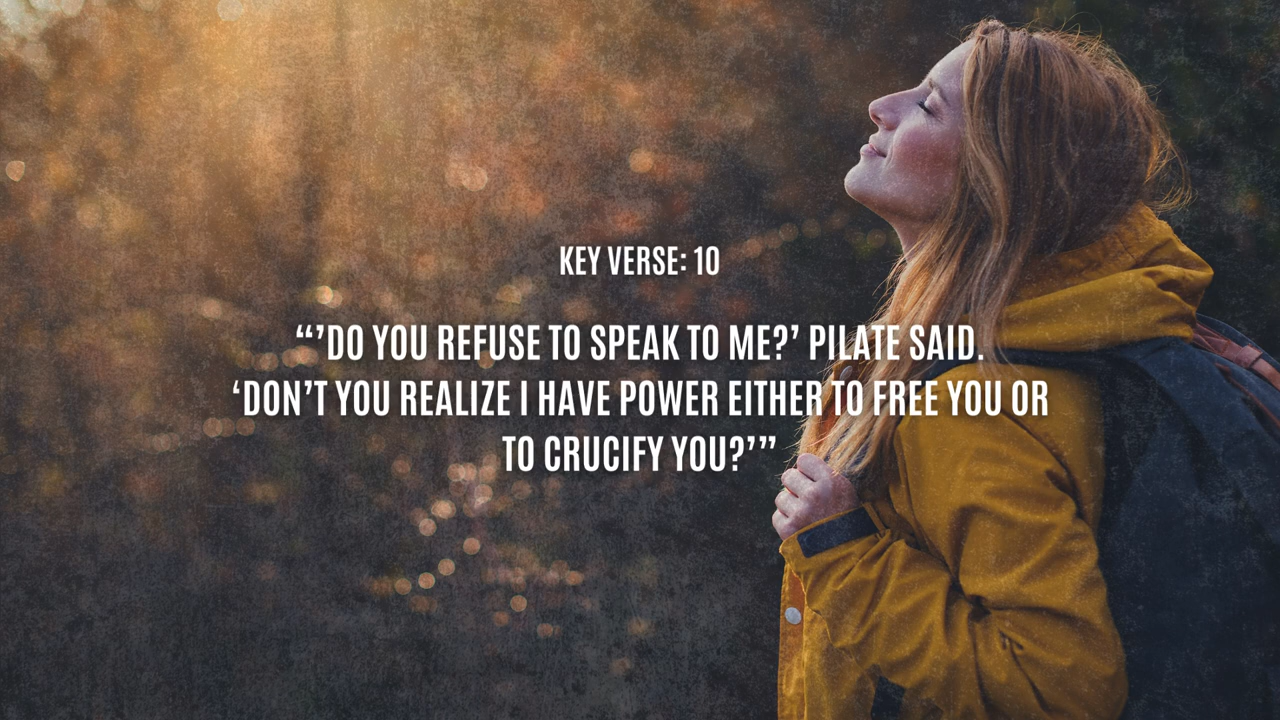 KEY VERSE: 10
“’DO YOU REFUSE TO SPEAK TO ME?’ PILATE SAID.
‘DON’T YOU REALIZE I HAVE POWER EITHER TO FREE YOU OR
TO CRUCIFY YOU?’”